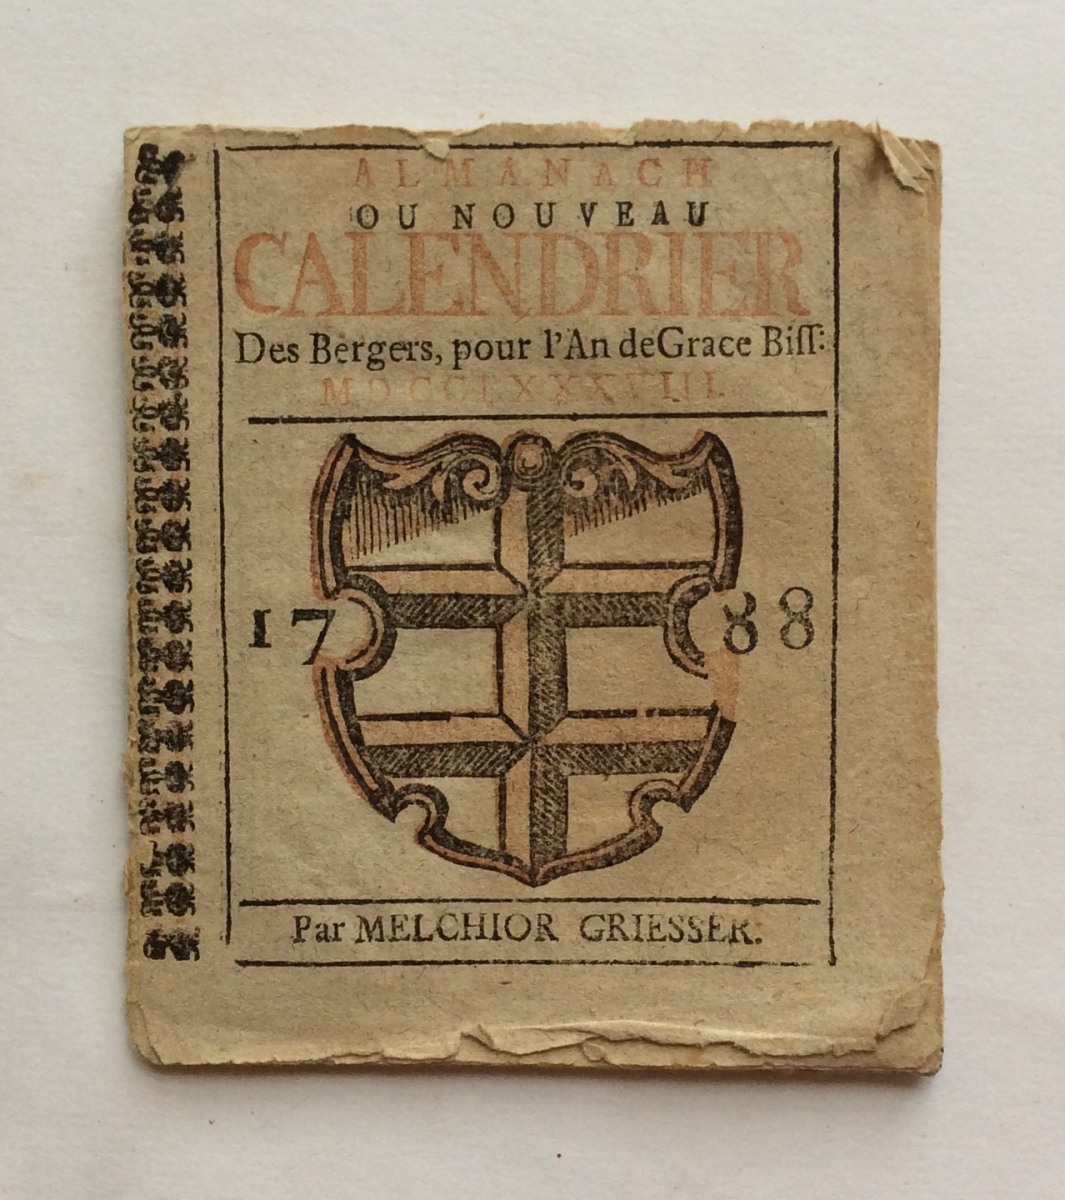 ALMANACH
OU NOUVEAU
CALENDRIER
Des Bergers, pour l'An deGrace Biſſ:
MDCCLXXXVIII.
17 88
Par MELCHIOR GRIESSER.